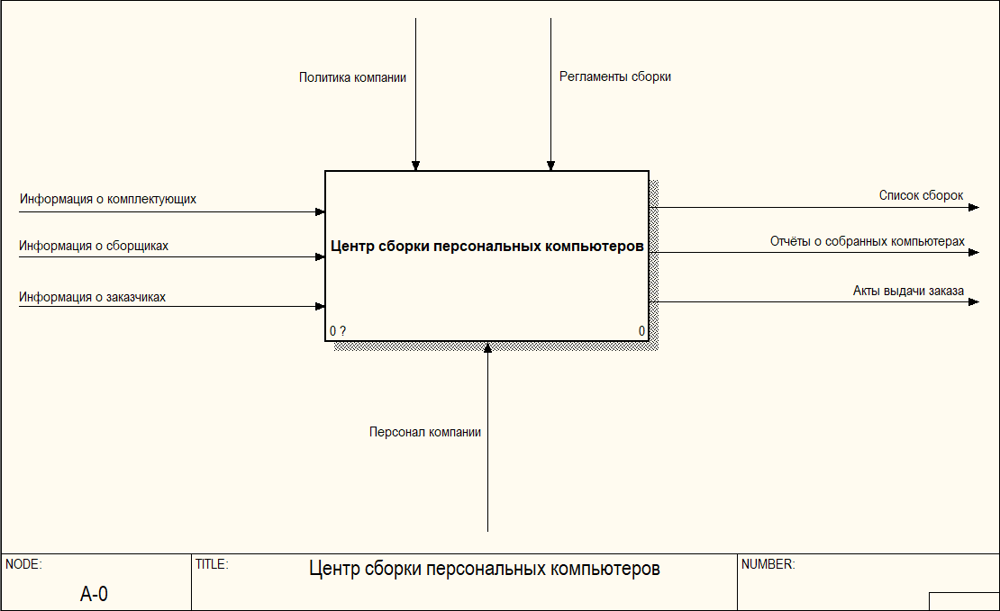 Политика компании
Регламенты сборки
Информация о комплектующих
Список сборок
Информация о сборщиках
Центр сборки персональных компьютеров
Отчёты о собранных компьютерах
Информация о заказчиках
Акты выдачи заказа
0 ?
0
Персонал компании
NODE:
A-0
TITLE:
Центр сборки персональных компьютеров
NUMBER: